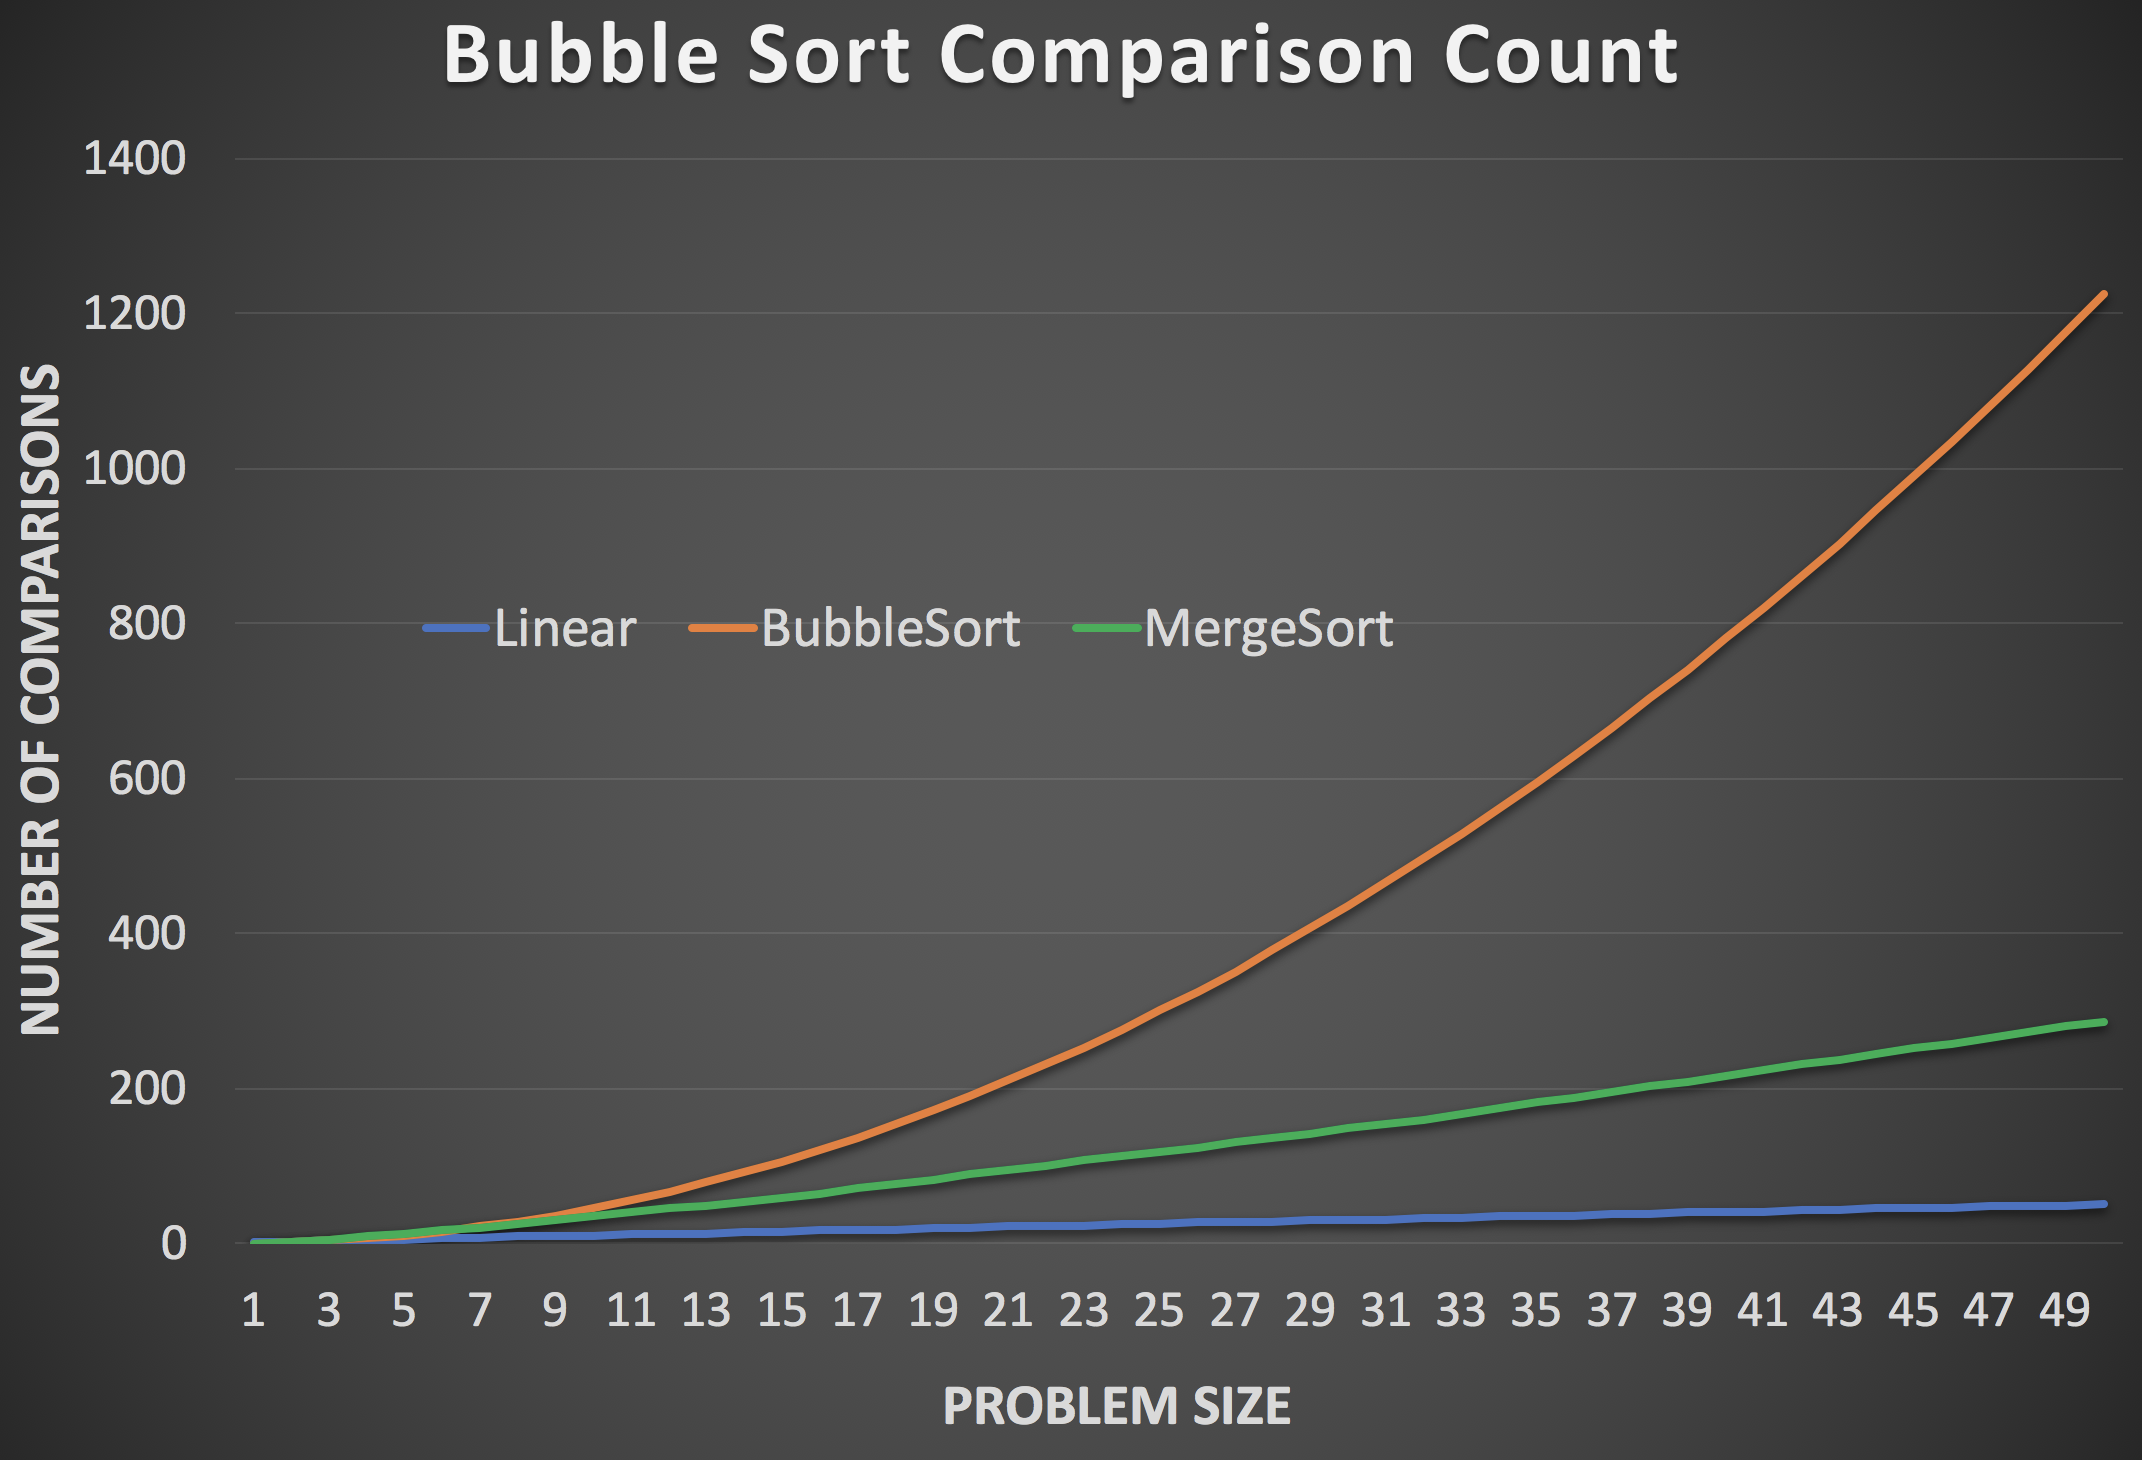 Bubble Sort Comparison Count
NUMBER OF COMPARISONS
1400
1200
1000
800
600
400
200
0
Linear BubbleSort MergeSort
1 3 5 7 9 11 13 15 17 19 21 23 25 27 29 31 33 35 37 39 41 43 45 47 49
PROBLEM SIZE